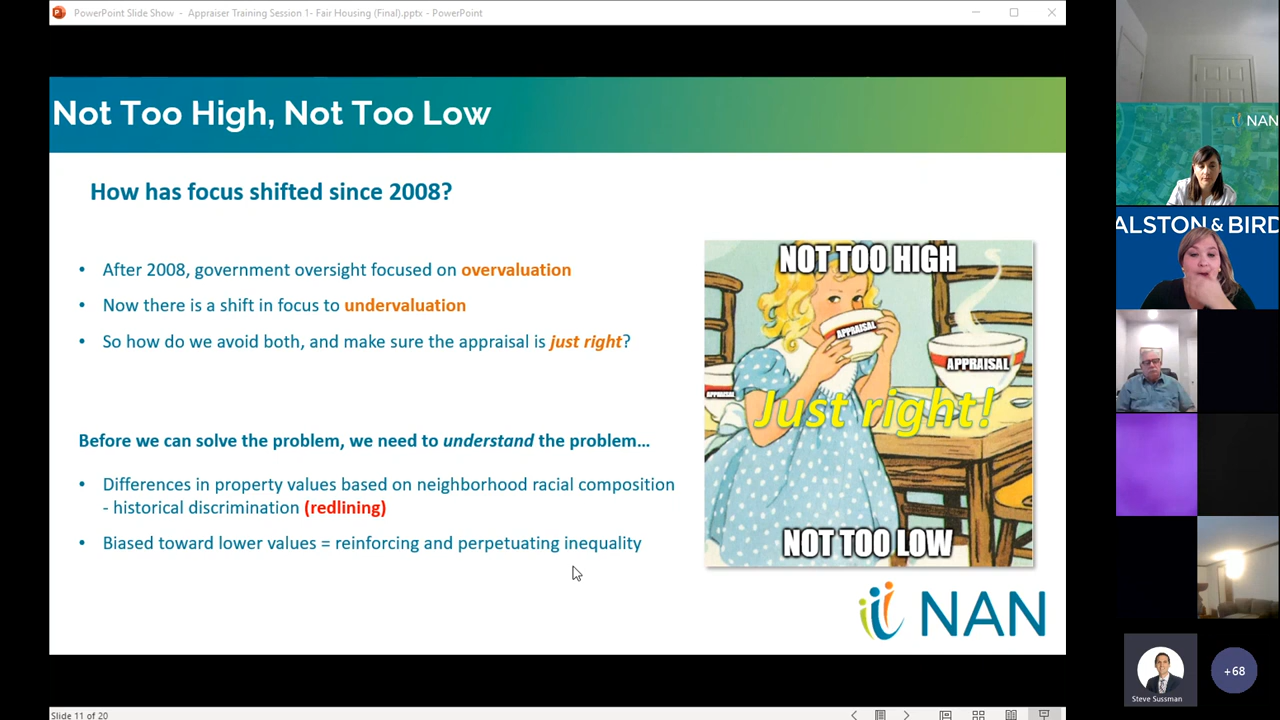 PowerPoint Slide Show - Appraiser Training Session 1- Fair Housing (Final).pptx - PowerPoint
Not Too High, Not Too Low
How has focus shifted since 2008?
• After 2008, government oversight focused on overvaluation
• Now there is a shift in focus to undervaluation
• So how do we avoid both, and make sure the appraisal is just right?
Before we can solve the problem, we need to understand the problem…
• Differences in property values based on neighborhood racial composition
- historical discrimination (redlining)
• Biased toward lower values = reinforcing and perpetuating inequality
NOT TOO HIGH
APPRAISAL
APPRAISAL
APPRAISAL
Just right!
NOT TOO LOW
NAN
Slide 11 of 20
NAN
ALSTON & BIRD
Steve Sussman
+68